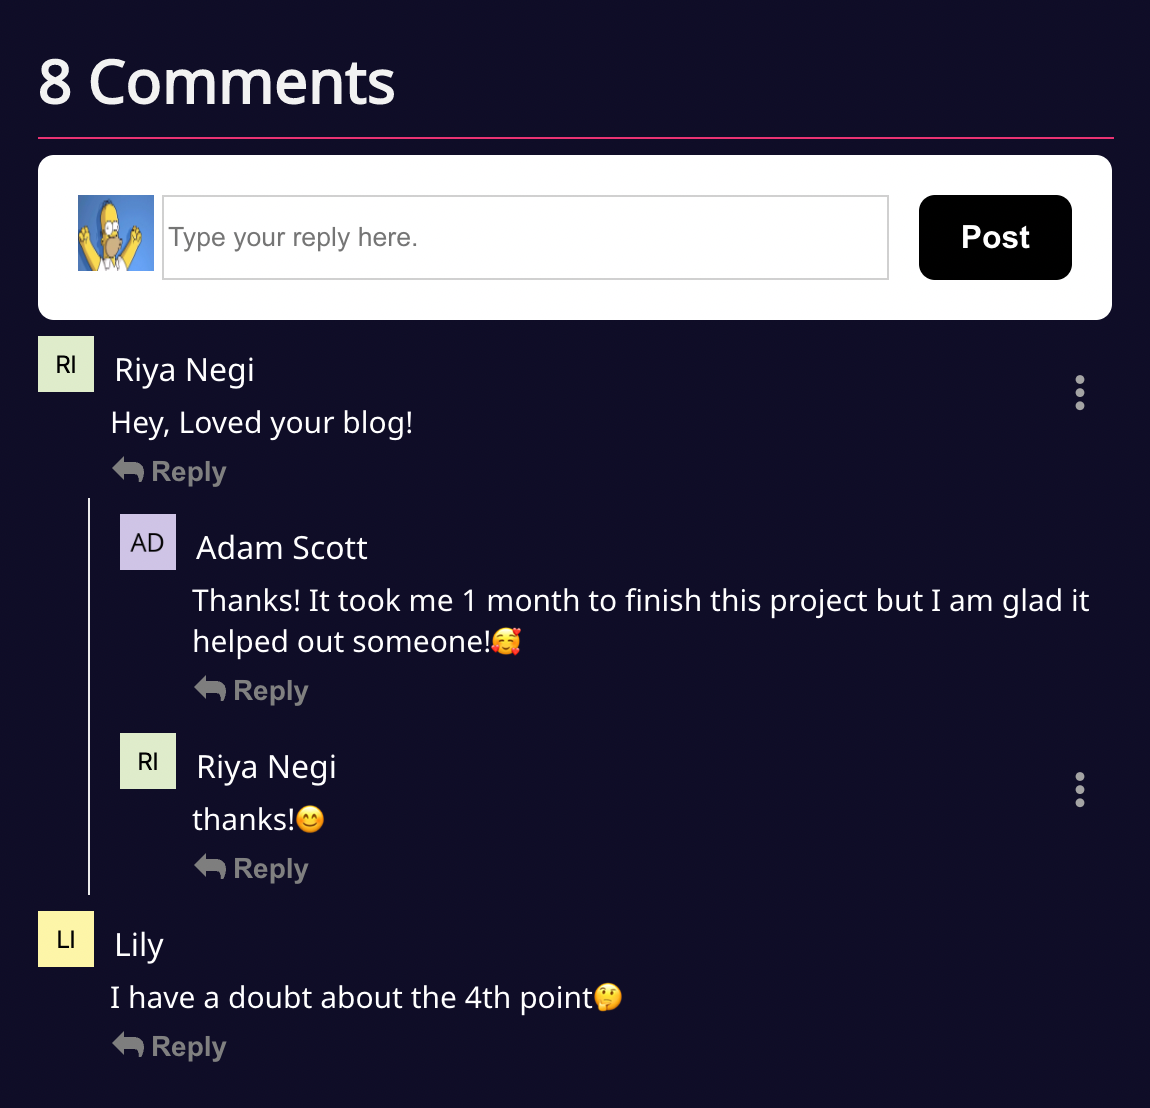 8 Comments
Type your reply here.
Post
RI
Riya Negi
Hey, Loved your blog!
Reply
AD
Adam Scott
Thanks! It took me 1 month to finish this project but I am glad it
helped out someone!🥰
Reply
RI
Riya Negi
thanks!😊
Reply
LI
Lily
I have a doubt about the 4th point🤔
Reply